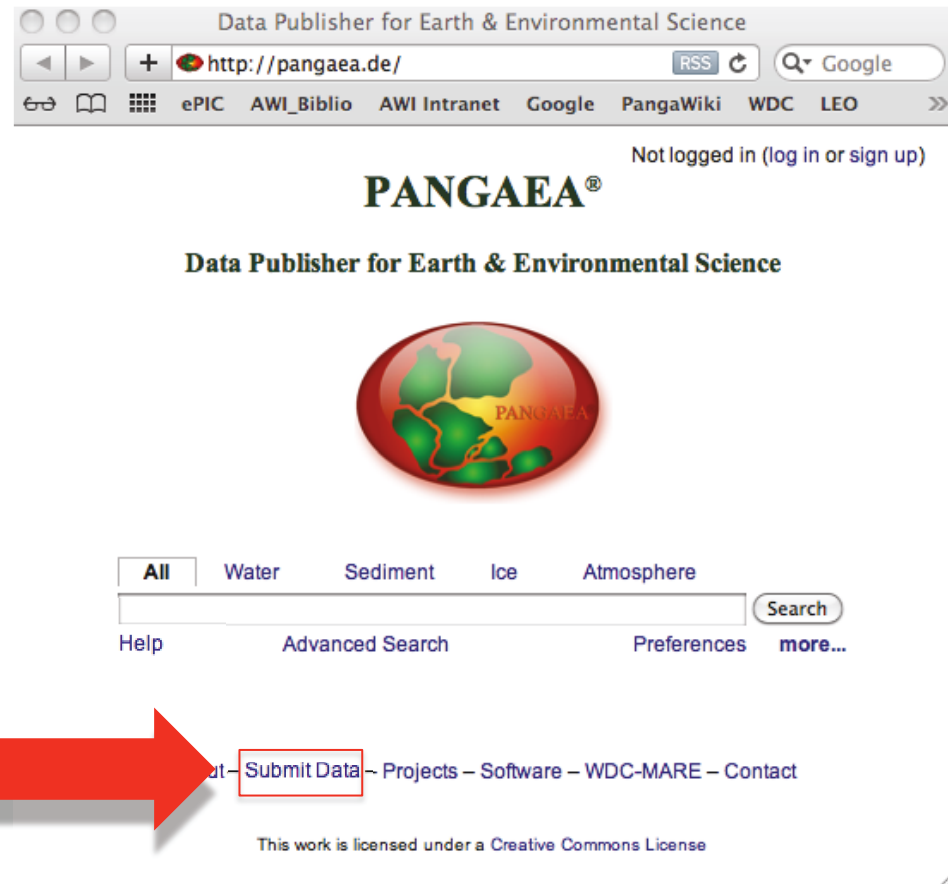 Data Publisher for Earth & Environmental Science
+ http://pangaea.de/ RSS Google
ePIC AWI_Biblio AWI Intranet Google PangaWiki WDC LEO »
Not logged in (log in or sign up)
PANGAEA®
Data Publisher for Earth & Environmental Science
PANGAEA
All Water Sediment Ice Atmosphere
Search
Help Advanced Search Preferences more...
– Submit Data – Projects – Software – WDC-MARE – Contact
This work is licensed under a Creative Commons License